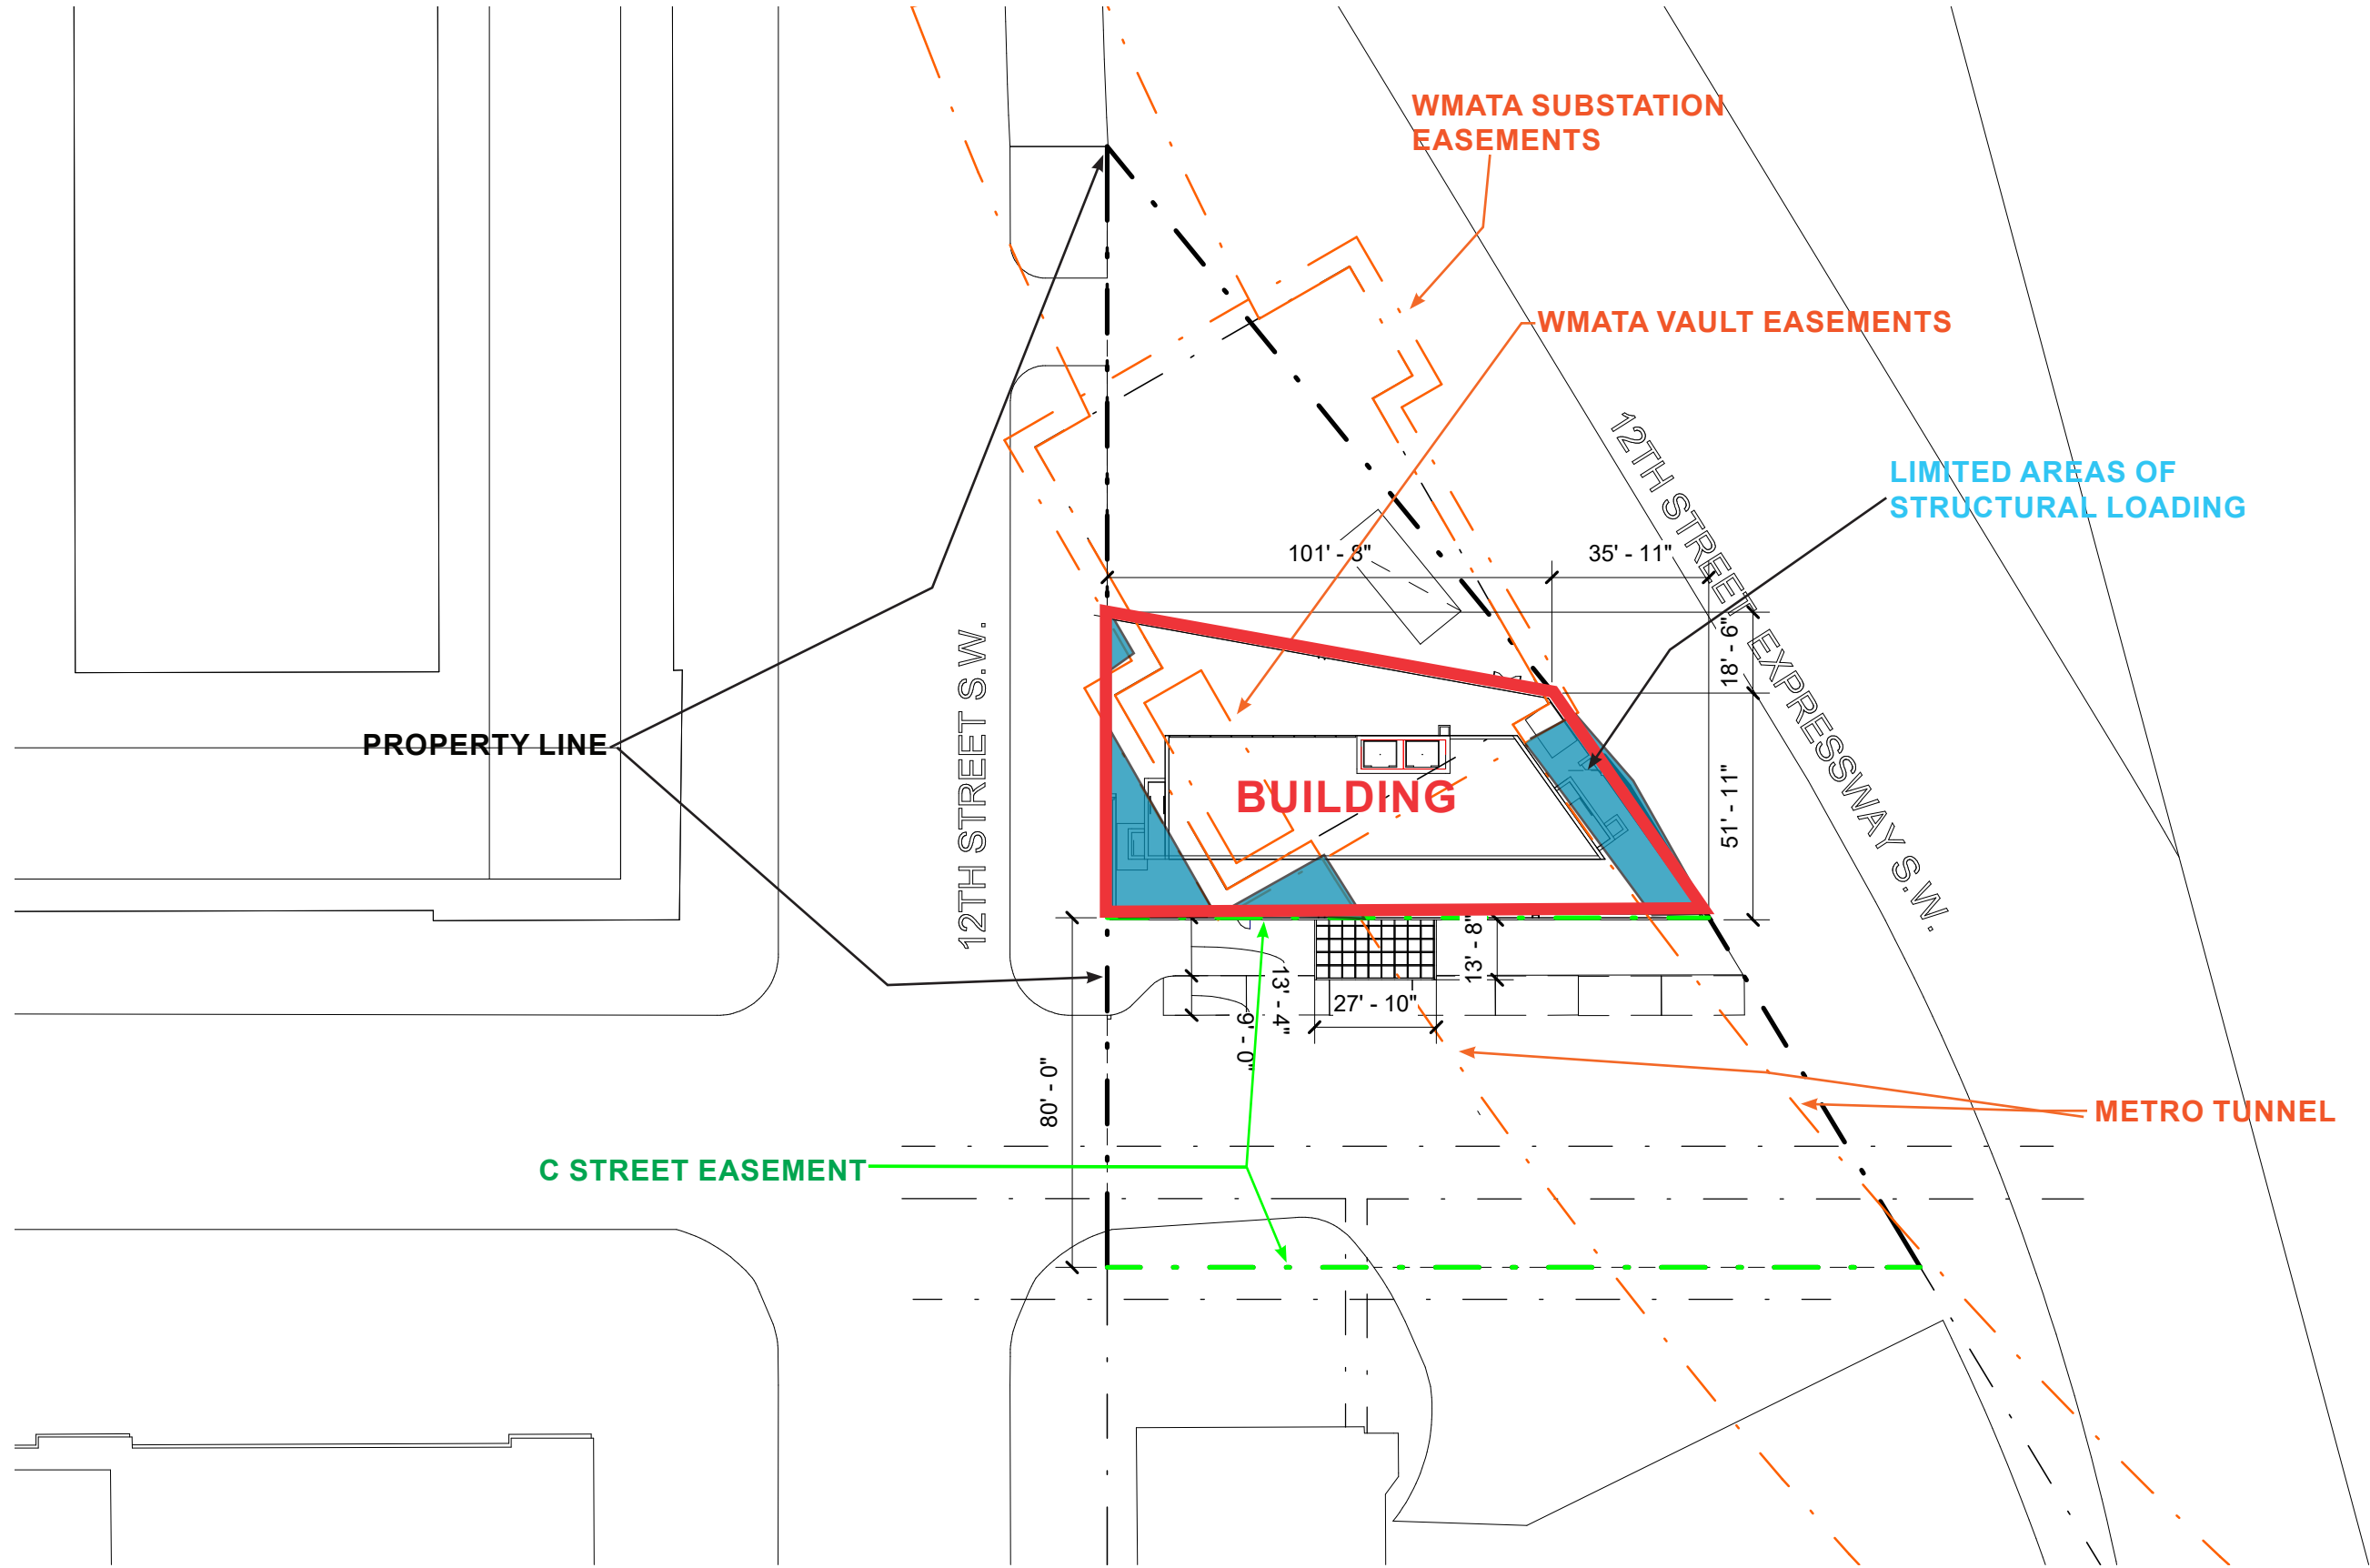 WMATA SUBSTATION
EASEMENTS
WMATA VAULT EASEMENTS
12TH STREET EXPRESSWAY S.W.
LIMITED AREAS OF
STRUCTURAL LOADING
101' - 8"
35' - 11"
18' - 6"
12TH STREET S.W.
PROPERTY LINE
BUILDING
51' - 11"
13' - 8"
13' - 4"
27' - 10"
9' - 0"
80' - 0"
METRO TUNNEL
C STREET EASEMENT